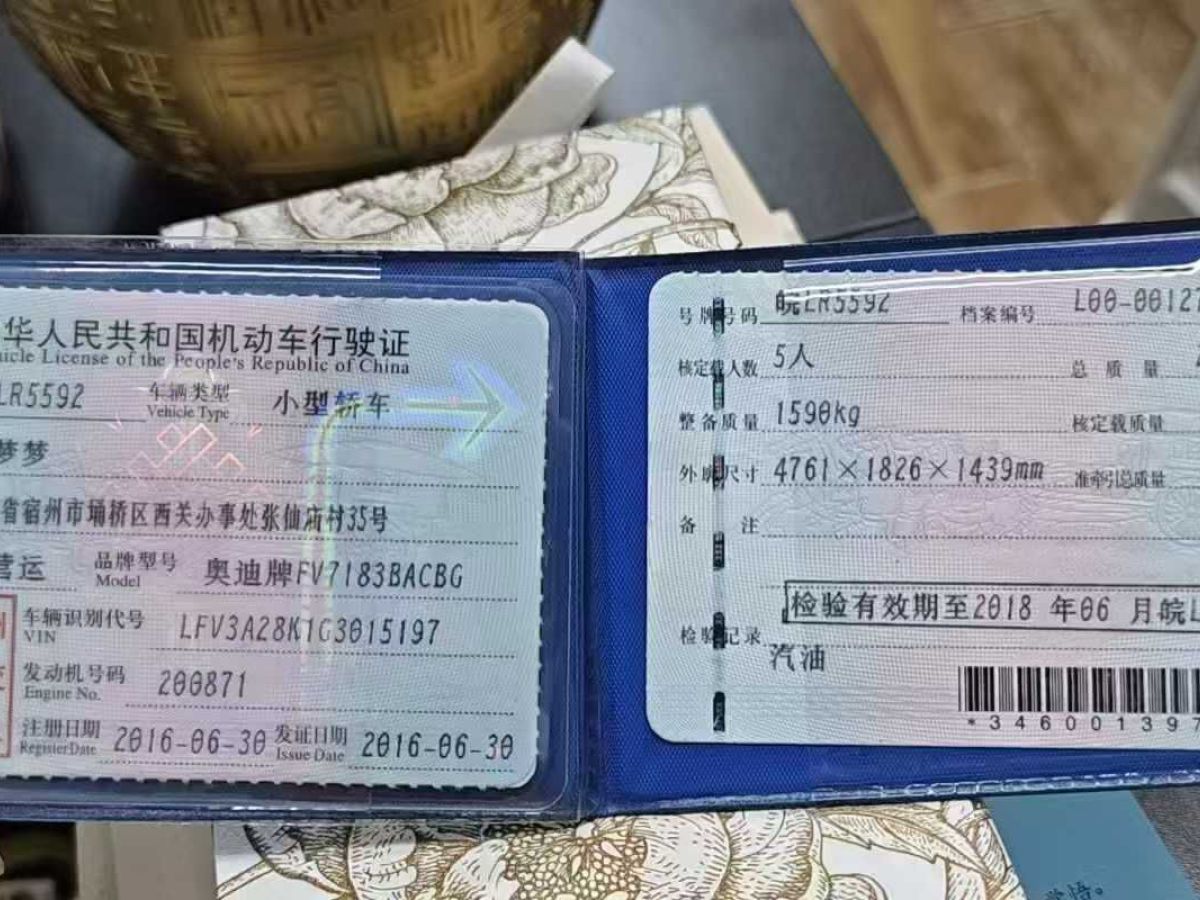 华人民共和国机动车行驶证
icle License of the People's Republic of China
LR5592 车辆类型 Vehicle Type 小型轿车
梦梦
省宿州市埇桥区西关办事处张仙庙村35号
营运 品牌型号 Model 奥迪牌FV7183BACBG
车辆识别代号 VIN LFV3A28K1G3015197
发动机号码 Engine No. 200871
注册日期 Register Date 2016-06-30 发证日期 Issue Date 2016-06-30
号牌号码 皖LR5592 档案编号 L00-00127
核定载人数 5人 总质量
整备质量 1590kg 核定载质量
外廓尺寸 4761×1826×1439mm 准牵引总质量
备注
检验有效期至2018 年06 月皖L
检验记录
汽油
*34600139